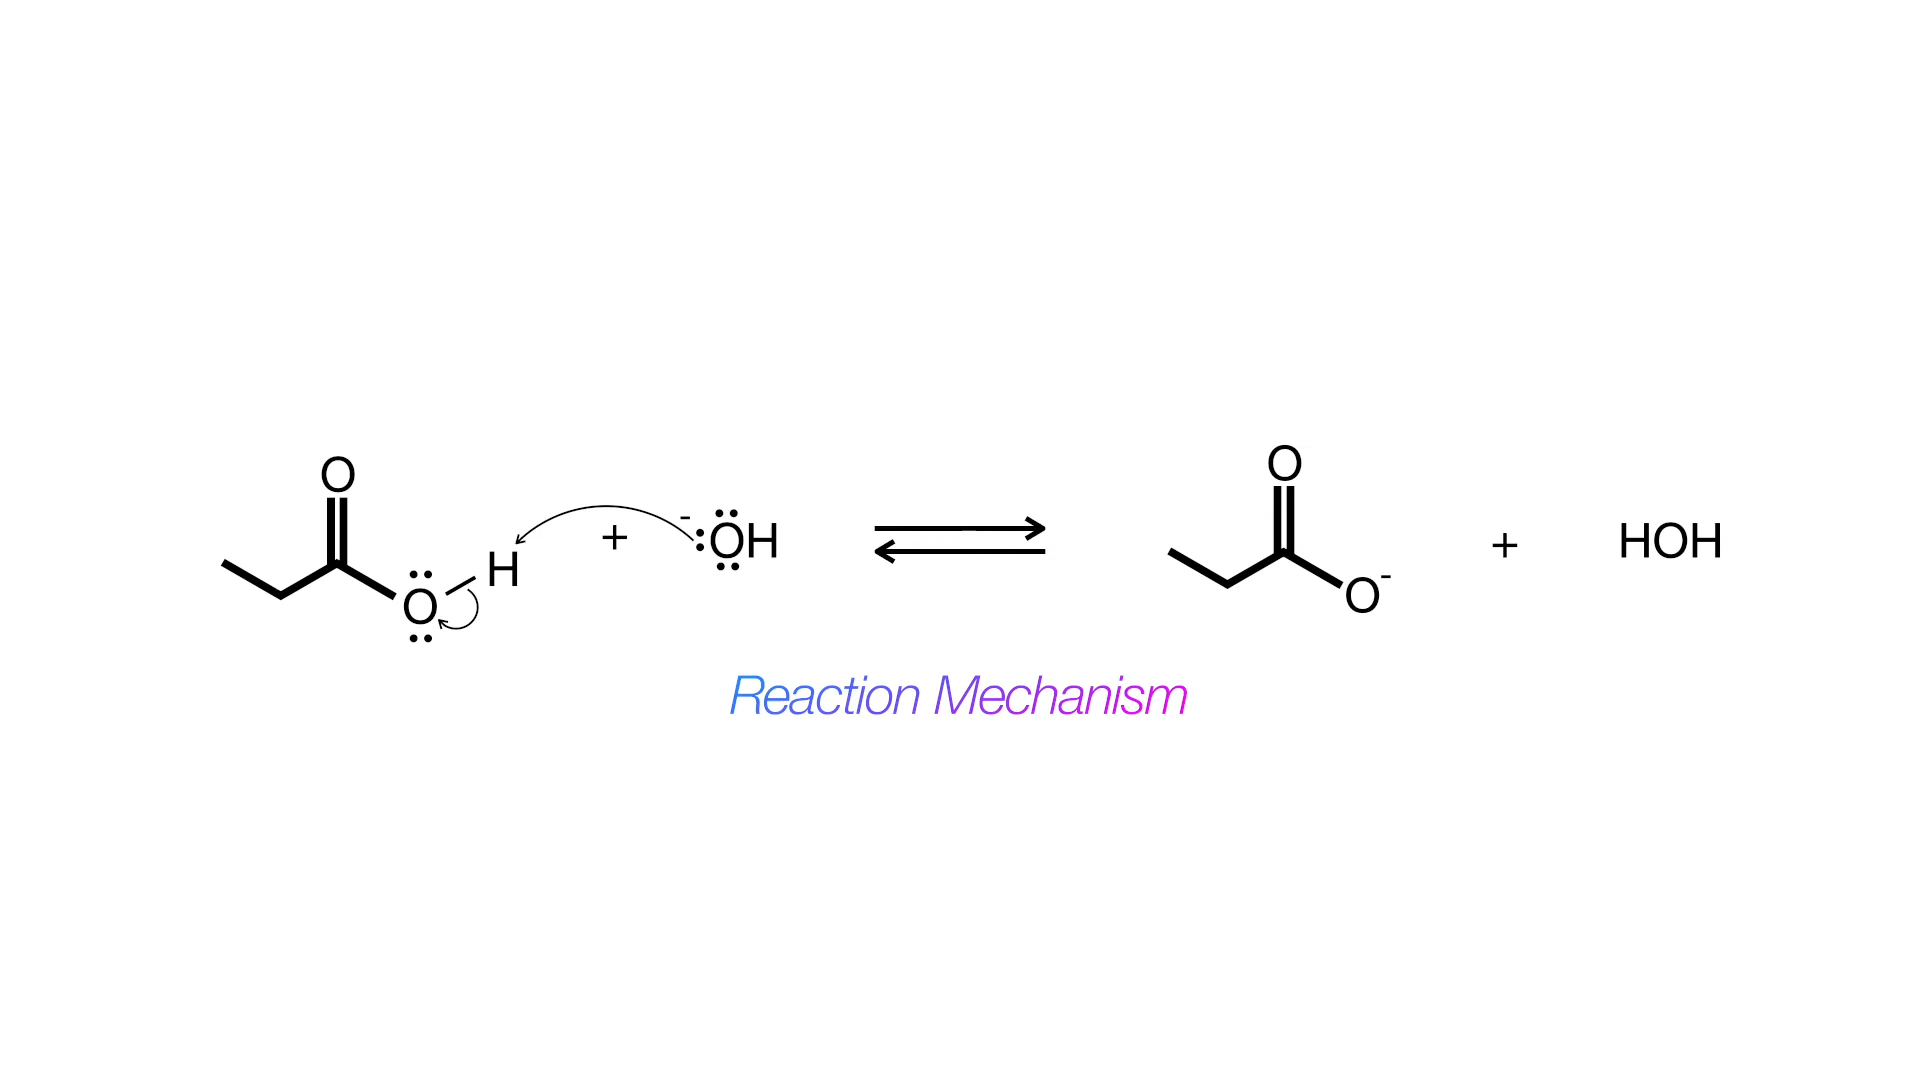 O
O
H
+
-
OH
O
O-
+
HOH
Reaction Mechanism